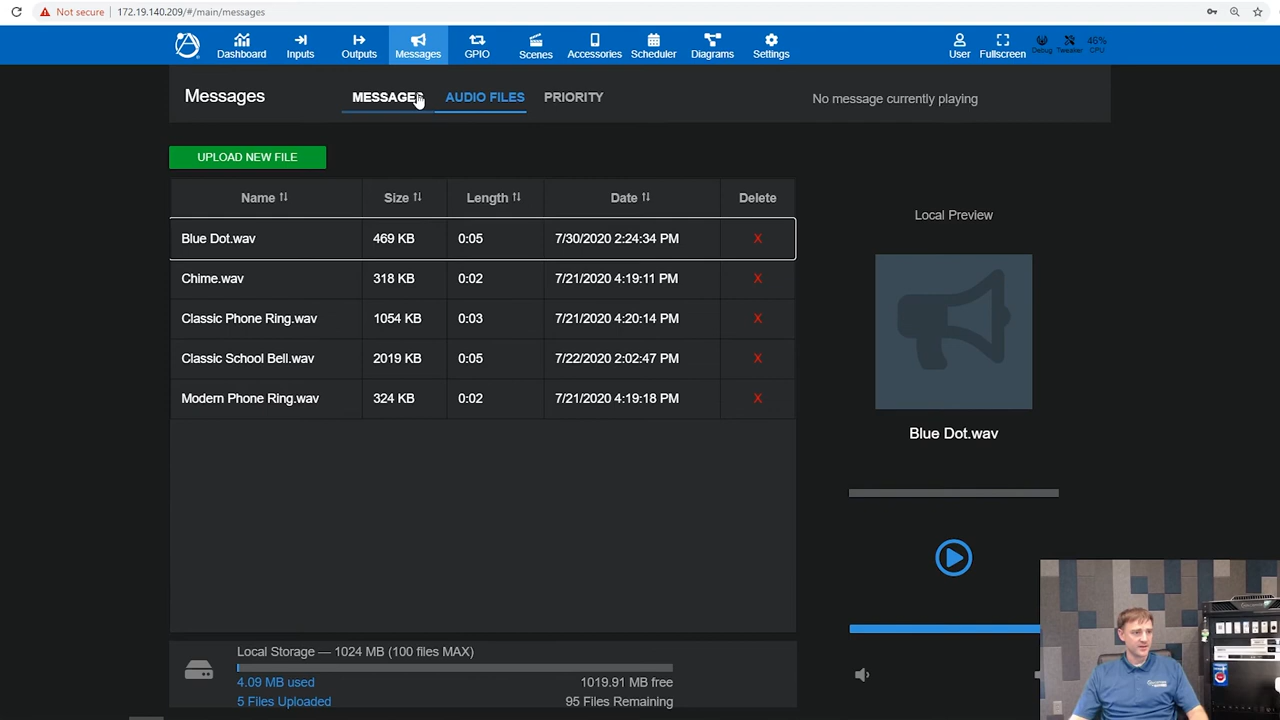 Not secure 172.19.140.209/#/main/messages
Dashboard Inputs Outputs Messages GPIO Scenes Accessories Scheduler Diagrams Settings User Fullscreen Debug Tweaker 46% CPU
Messages MESSAGES AUDIO FILES PRIORITY No message currently playing
UPLOAD NEW FILE
Name Size Length Date Delete
Local Preview
Blue Dot.wav 469 KB 0:05 7/30/2020 2:24:34 PM X
Chime.wav 318 KB 0:02 7/21/2020 4:19:11 PM X
Classic Phone Ring.wav 1054 KB 0:03 7/21/2020 4:20:14 PM X
Classic School Bell.wav 2019 KB 0:05 7/22/2020 2:02:47 PM X
Modern Phone Ring.wav 324 KB 0:02 7/21/2020 4:19:18 PM X
Blue Dot.wav
Local Storage — 1024 MB (100 files MAX)
4.09 MB used 1019.91 MB free
5 Files Uploaded 95 Files Remaining